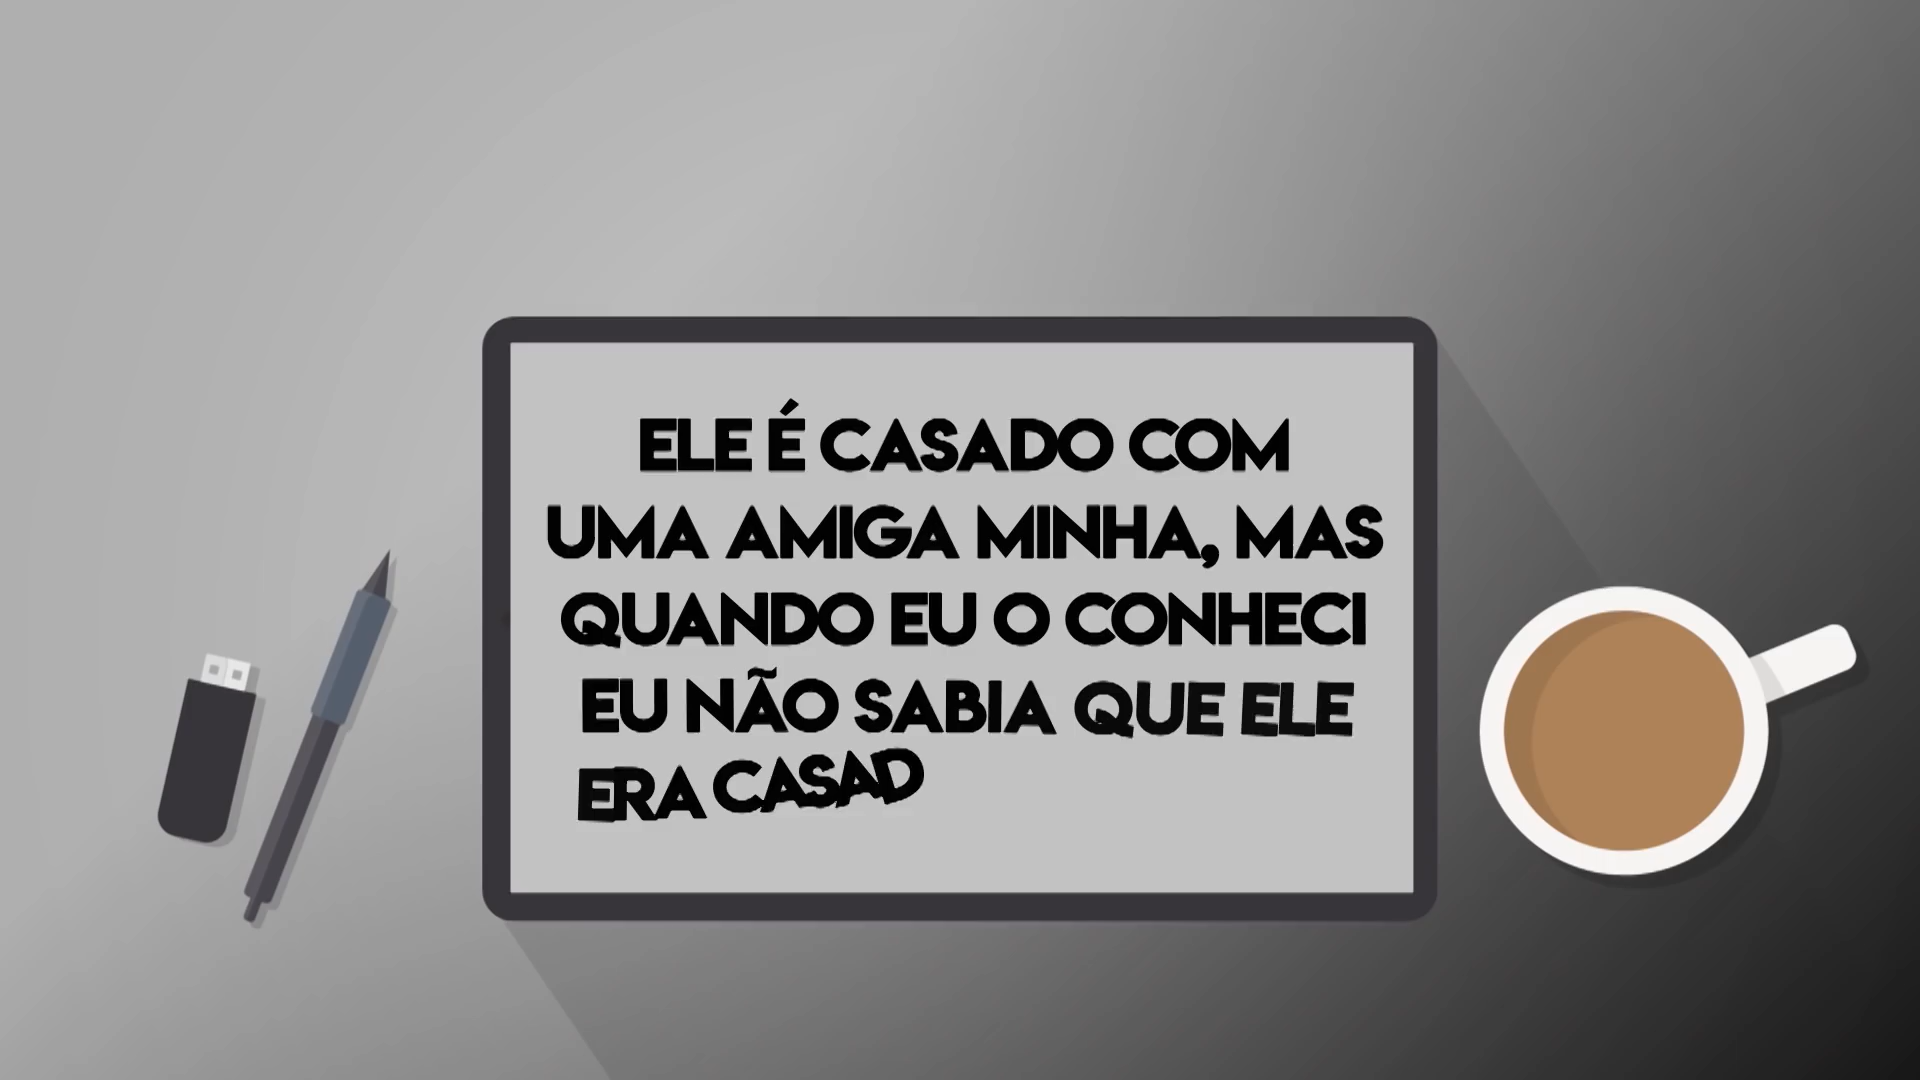 ELE É CASADO COM
UMA AMIGA MINHA, MAS
QUANDO EU O CONHECI
EU NÃO SABIA QUE ELE
ERA CASAD